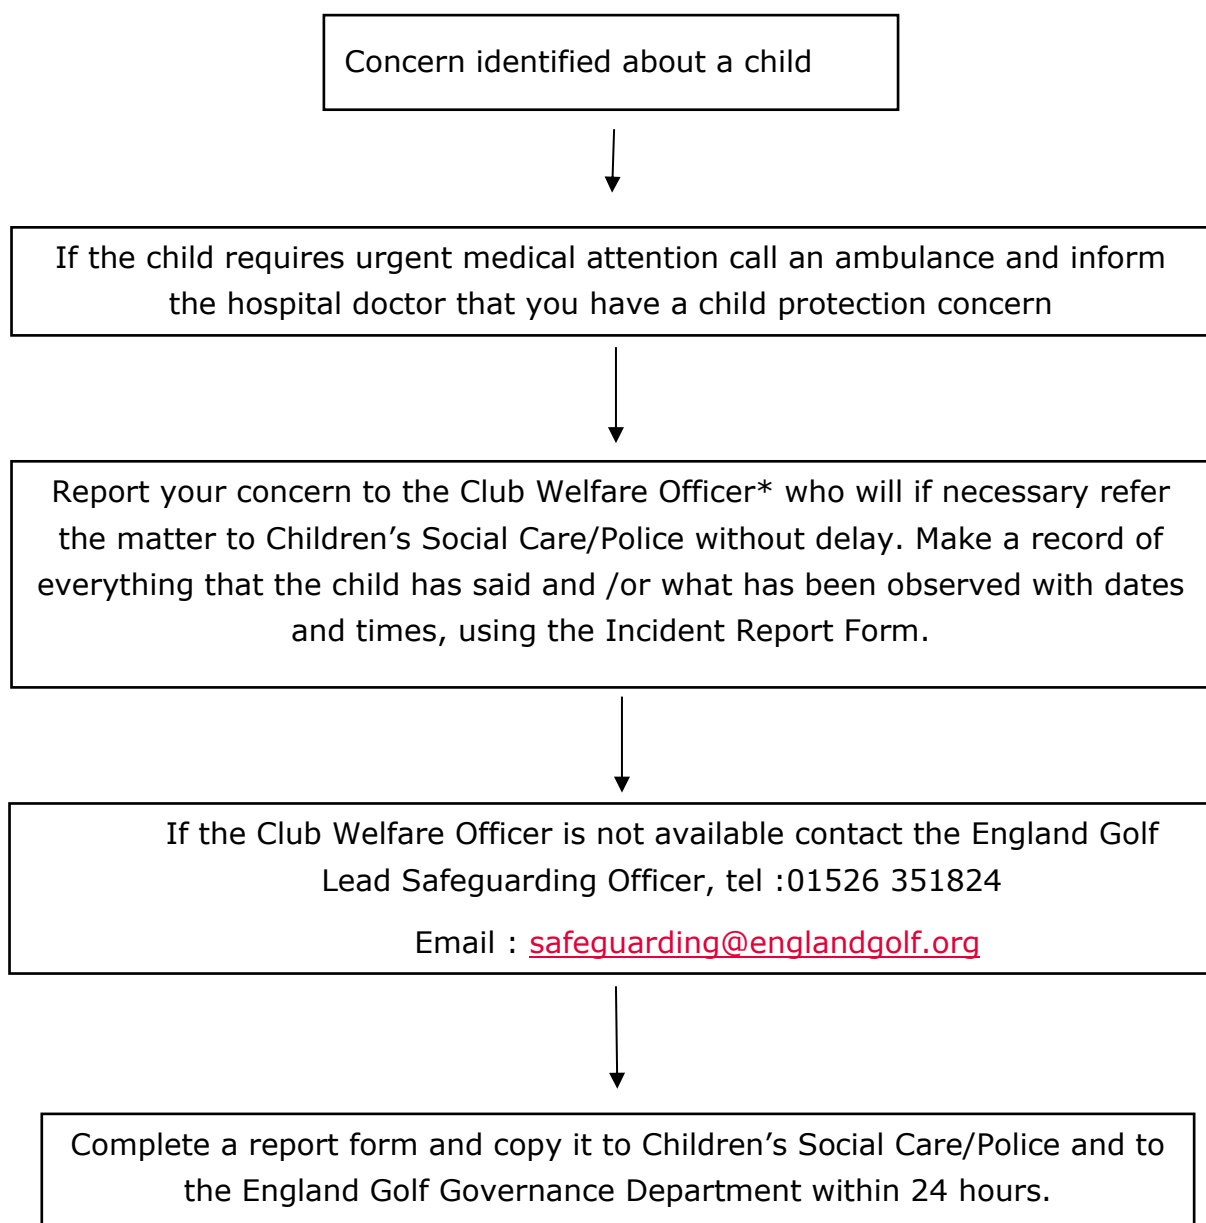 Concern identified about a child
If the child requires urgent medical attention call an ambulance and inform
the hospital doctor that you have a child protection concern
Report your concern to the Club Welfare Officer* who will if necessary refer
the matter to Children’s Social Care/Police without delay. Make a record of
everything that the child has said and /or what has been observed with dates
and times, using the Incident Report Form.
If the Club Welfare Officer is not available contact the England Golf
Lead Safeguarding Officer, tel :01526 351824
Email : safeguarding@englandgolf.org
Complete a report form and copy it to Children’s Social Care/Police and to
the England Golf Governance Department within 24 hours.